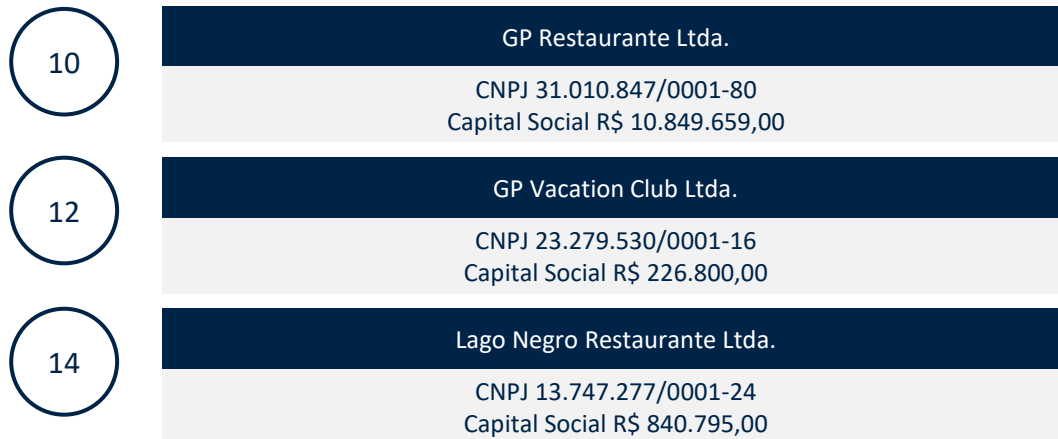 10
GP Restaurante Ltda.
CNPJ 31.010.847/0001-80
Capital Social R$ 10.849.659,00
12
GP Vacation Club Ltda.
CNPJ 23.279.530/0001-16
Capital Social R$ 226.800,00
14
Lago Negro Restaurante Ltda.
CNPJ 13.747.277/0001-24
Capital Social R$ 840.795,00